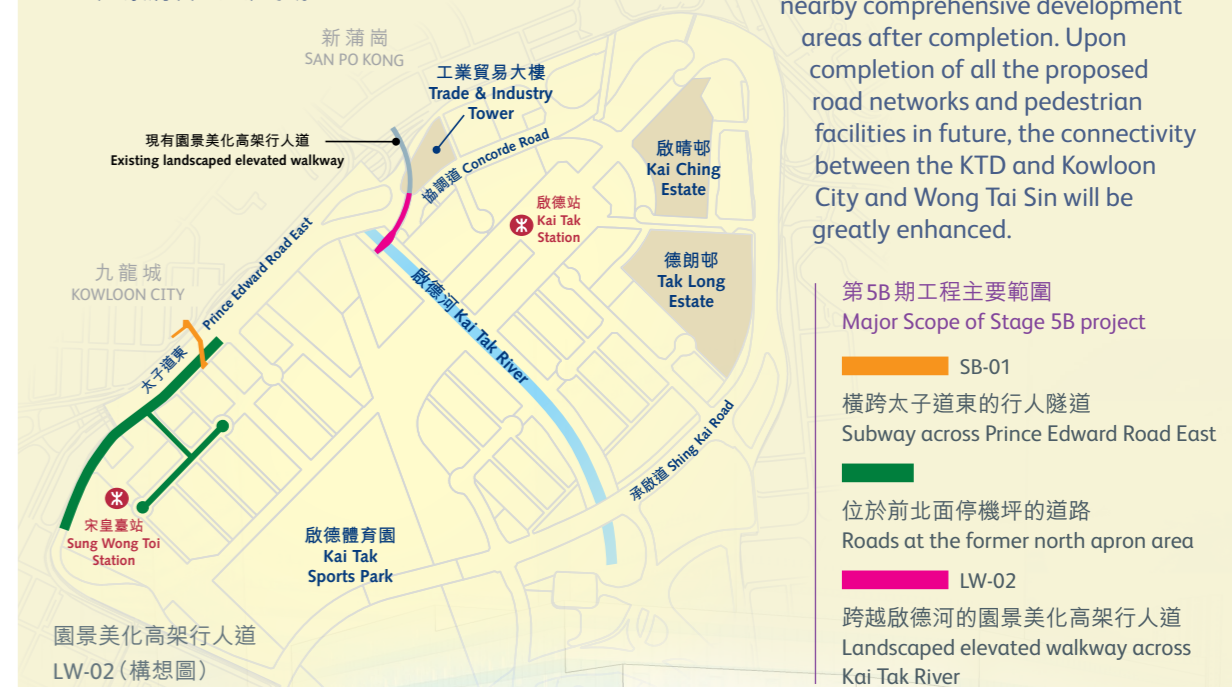 nearby comprehensive development
areas after completion. Upon
completion of all the proposed
road networks and pedestrian
facilities in future, the connectivity
between the KTD and Kowloon
City and Wong Tai Sin will be
greatly enhanced.
新蒲崗
SAN PO KONG
工業貿易大樓
Trade & Industry
Tower
現有園景美化高架行人道
Existing landscaped elevated walkway
協調道 Concorde Road
啟晴邨
Kai Ching
Estate
啟德站
Kai Tak
Station
德朗邨
Tak Long
Estate
九龍城
KOWLOON CITY
太子道東 Prince Edward Road East
啟德河 Kai Tak River
承啟道 Shing Kai Road
宋皇臺站
Sung Wong Toi
Station
啟德體育園
Kai Tak
Sports Park
園景美化高架行人道
LW-02(構想圖)
第5B期工程主要範圍
Major Scope of Stage 5B project
SB-01
橫跨太子道東的行人隧道
Subway across Prince Edward Road East
位於前北面停機坪的道路
Roads at the former north apron area
LW-02
跨越啟德河的園景美化高架行人道
Landscaped elevated walkway across
Kai Tak River